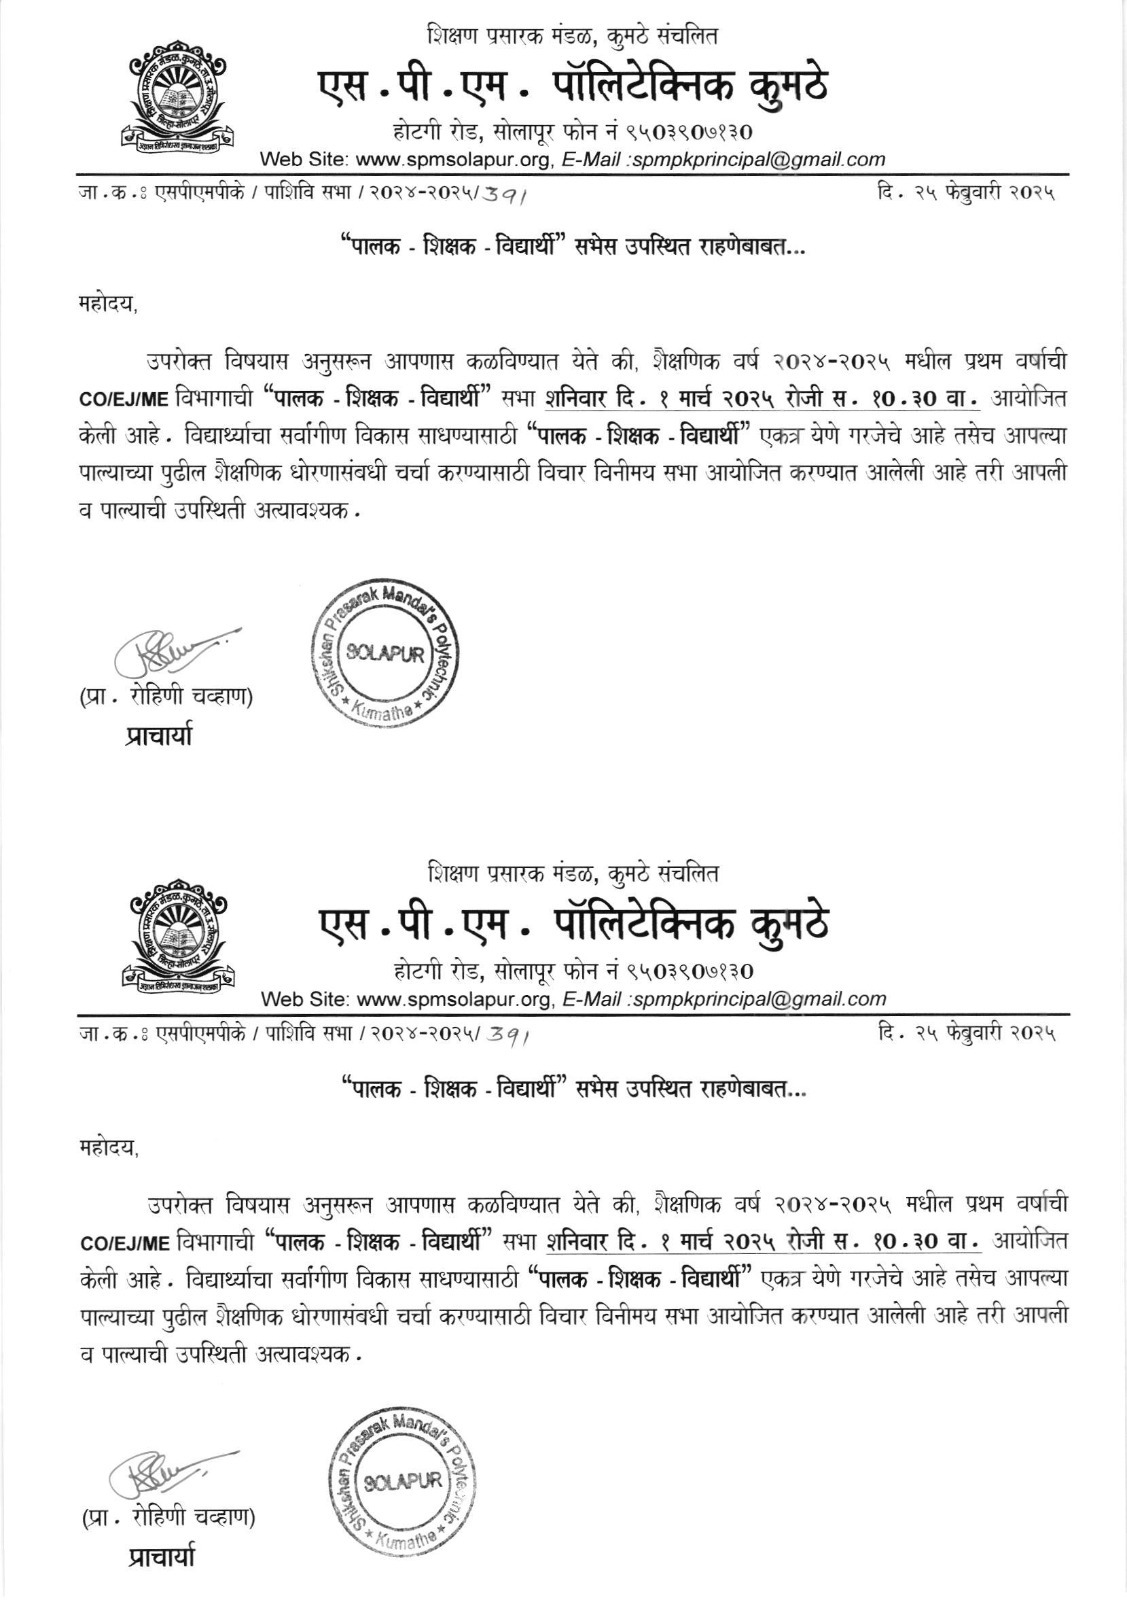 शिक्षण प्रसारक मंडळ, कुमठे संचलित
एस.पी.एम. पॉलिटेक्निक कुमठे
होटगी रोड, सोलापूर फोन नं ९५०३९०७१३०
Web Site: www.spmsolapur.org, E-Mail :spmpkprincipal@gmail.com
जा.क.ः एसपीएमपीके / पाशिवि सभा / २०२४-२०२५/391
दि. २५ फेब्रुवारी २०२५
“पालक - शिक्षक - विद्यार्थी” सभेस उपस्थित राहणेबाबत...
महोदय,
उपरोक्त विषयास अनुसरून आपणास कळविण्यात येते की, शैक्षणिक वर्ष २०२४-२०२५ मधील प्रथम वर्षाची
CO/EJ/ME विभागाची “पालक - शिक्षक - विद्यार्थी” सभा शनिवार दि. १ मार्च २०२५ रोजी स. १०.३० वा. आयोजित
केली आहे. विद्यार्थ्याचा सर्वागीण विकास साधण्यासाठी “पालक - शिक्षक - विद्यार्थी” एकत्र येणे गरजेचे आहे तसेच आपल्या
पाल्याच्या पुढील शैक्षणिक धोरणासंबधी चर्चा करण्यासाठी विचार विनीमय सभा आयोजित करण्यात आलेली आहे तरी आपली
व पाल्याची उपस्थिती अत्यावश्यक.
Shikshan Prasarak Mandal's Polytechnic
SOLAPUR
★ Kumathe ★
(प्रा. रोहिणी चव्हाण)
प्राचार्या
शिक्षण प्रसारक मंडळ, कुमठे संचलित
एस.पी.एम. पॉलिटेक्निक कुमठे
होटगी रोड, सोलापूर फोन नं ९५०३९०७१३०
Web Site: www.spmsolapur.org, E-Mail :spmpkprincipal@gmail.com
जा.क.ः एसपीएमपीके / पाशिवि सभा / २०२४-२०२५/ 391
दि. २५ फेब्रुवारी २०२५
“पालक - शिक्षक - विद्यार्थी” सभेस उपस्थित राहणेबाबत...
महोदय,
उपरोक्त विषयास अनुसरून आपणास कळविण्यात येते की, शैक्षणिक वर्ष २०२४-२०२५ मधील प्रथम वर्षाची
CO/EJ/ME विभागाची “पालक - शिक्षक - विद्यार्थी” सभा शनिवार दि. १ मार्च २०२५ रोजी स. १०.३० वा. आयोजित
केली आहे. विद्यार्थ्याचा सर्वागीण विकास साधण्यासाठी “पालक - शिक्षक - विद्यार्थी” एकत्र येणे गरजेचे आहे तसेच आपल्या
पाल्याच्या पुढील शैक्षणिक धोरणासंबधी चर्चा करण्यासाठी विचार विनीमय सभा आयोजित करण्यात आलेली आहे तरी आपली
व पाल्याची उपस्थिती अत्यावश्यक.
Shikshan Prasarak Mandal's Polytechnic
SOLAPUR
★ Kumathe ★
(प्रा. रोहिणी चव्हाण)
प्राचार्या